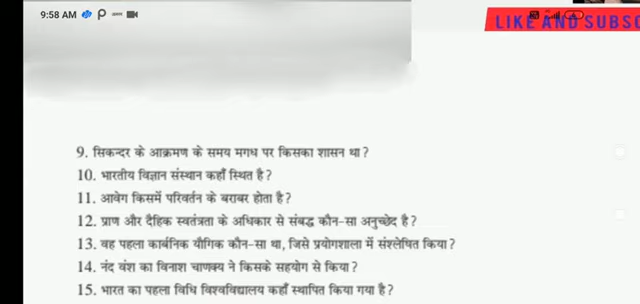 9:58 AM
LIKE AND SUBSC
9. सिकन्दर के आक्रमण के समय मगध पर किसका शासन था?
10. भारतीय विज्ञान संस्थान कहाँ स्थित है?
11. आवेग किसमें परिवर्तन के बराबर होता है?
12. प्राण और दैहिक स्वतंत्रता के अधिकार से संबद्ध कौन-सा अनुच्छेद है?
13. वह पहला कार्बनिक यौगिक कौन-सा था, जिसे प्रयोगशाला में संश्लेषित किया?
14. नंद वंश का विनाश चाणक्य ने किसके सहयोग से किया?
15. भारत का पहला विधि विश्वविद्यालय कहाँ स्थापित किया गया है?